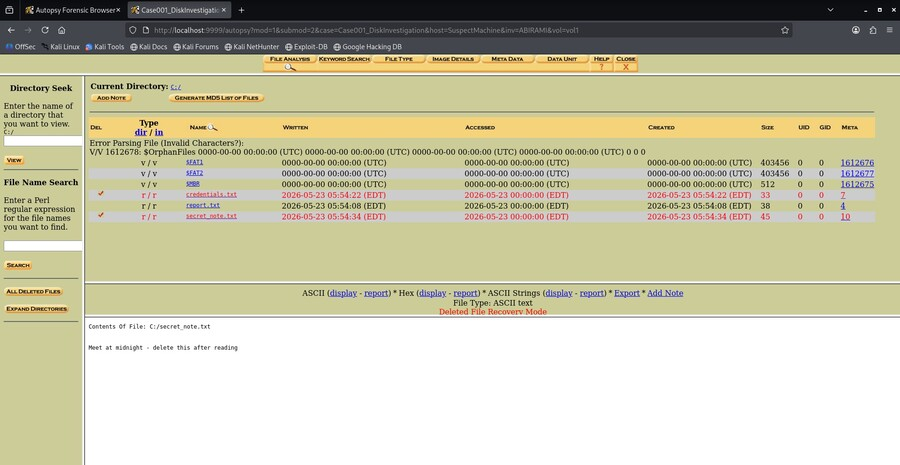 Autopsy Forensic Browser
Case001_DiskInvestigatio
http://localhost:9999/autopsy?mod=1&submod=2&case=Case001_DiskInvestigation&host=SuspectMachine&inv=ABIRAMI&vol=vol1
OffSec Kali Linux Kali Tools Kali Docs Kali Forums Kali NetHunter Exploit-DB Google Hacking DB
FILE ANALYSIS KEYWORD SEARCH FILE TYPE IMAGE DETAILS META DATA DATA UNIT HELP CLOSE
? X
Directory Seek
Enter the name
of a directory that
you want to view.
C:/
VIEW
File Name Search
Enter a Perl
regular expression
for the file names
you want to find.
SEARCH
ALL DELETED FILES
EXPAND DIRECTORIES
Current Directory: C:/
ADD NOTE GENERATE MD5 LIST OF FILES
DEL Type dir / in NAME WRITTEN ACCESSED CREATED SIZE UID GID META
Error Parsing File (Invalid Characters?):
V/V 1612678: $OrphanFiles 0000-00-00 00:00:00 (UTC) 0000-00-00 00:00:00 (UTC) 0000-00-00 00:00:00 (UTC) 0000-00-00 00:00:00 (UTC) 0 0 0
v / v $FAT1 0000-00-00 00:00:00 (UTC) 0000-00-00 00:00:00 (UTC) 0000-00-00 00:00:00 (UTC) 403456 0 0 1612676
v / v $FAT2 0000-00-00 00:00:00 (UTC) 0000-00-00 00:00:00 (UTC) 0000-00-00 00:00:00 (UTC) 403456 0 0 1612677
v / v $MBR 0000-00-00 00:00:00 (UTC) 0000-00-00 00:00:00 (UTC) 0000-00-00 00:00:00 (UTC) 512 0 0 1612675
r / r credentials.txt 2026-05-23 05:54:22 (EDT) 2026-05-23 00:00:00 (EDT) 2026-05-23 05:54:22 (EDT) 33 0 0 7
r / r report.txt 2026-05-23 05:54:08 (EDT) 2026-05-23 00:00:00 (EDT) 2026-05-23 05:54:08 (EDT) 38 0 0 4
r / r secret_note.txt 2026-05-23 05:54:34 (EDT) 2026-05-23 00:00:00 (EDT) 2026-05-23 05:54:34 (EDT) 45 0 0 10
ASCII (display - report) * Hex (display - report) * ASCII Strings (display - report) * Export * Add Note
File Type: ASCII text
Deleted File Recovery Mode
Contents Of File: C:/secret_note.txt
Meet at midnight - delete this after reading